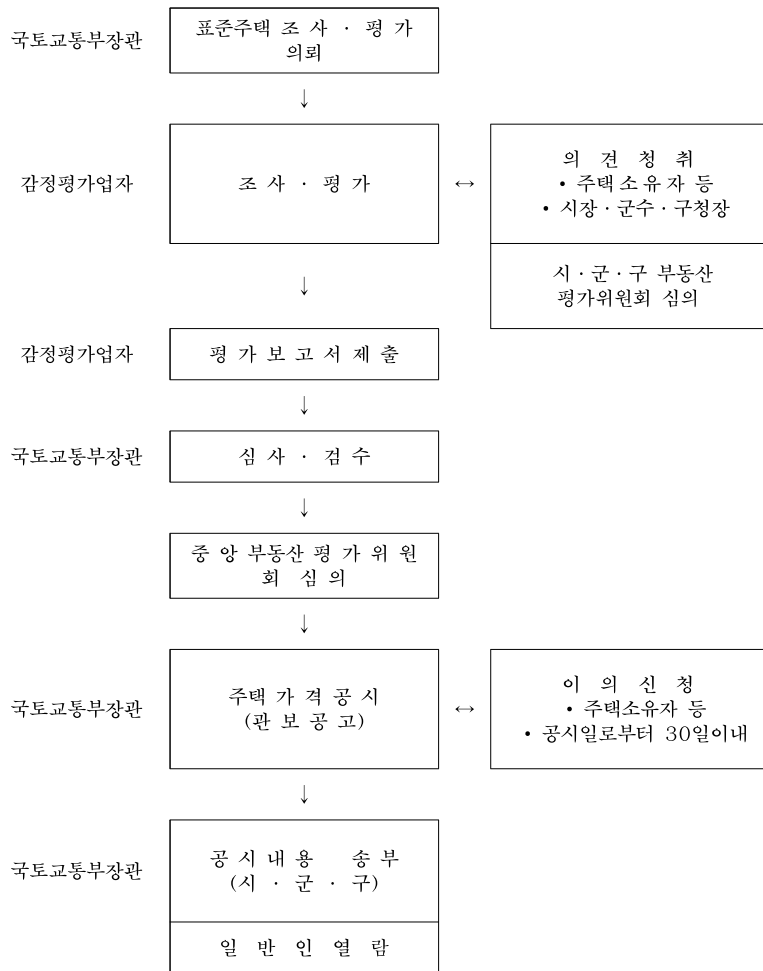 국토교통부장관
표준주택 조 사 · 평 가
의뢰
↓
감정평가업자
조 사 · 평 가
↔
의 견 청 취
• 주택소유자 등
• 시장·군수·구청장
시·군·구 부동산
평가위원회 심의
↓
감정평가업자
평 가 보 고 서 제 출
↓
국토교통부장관
심 사 · 검 수
↓
중 앙 부동산 평 가 위 원
회 심 의
↓
국토교통부장관
주택 가 격 공 시
(관 보 공 고)
↔
이 의 신 청
• 주택소유자 등
• 공시일로부터 30일이내
↓
국토교통부장관
공 시 내 용 송 부
(시 · 군 · 구)
일 반 인 열 람